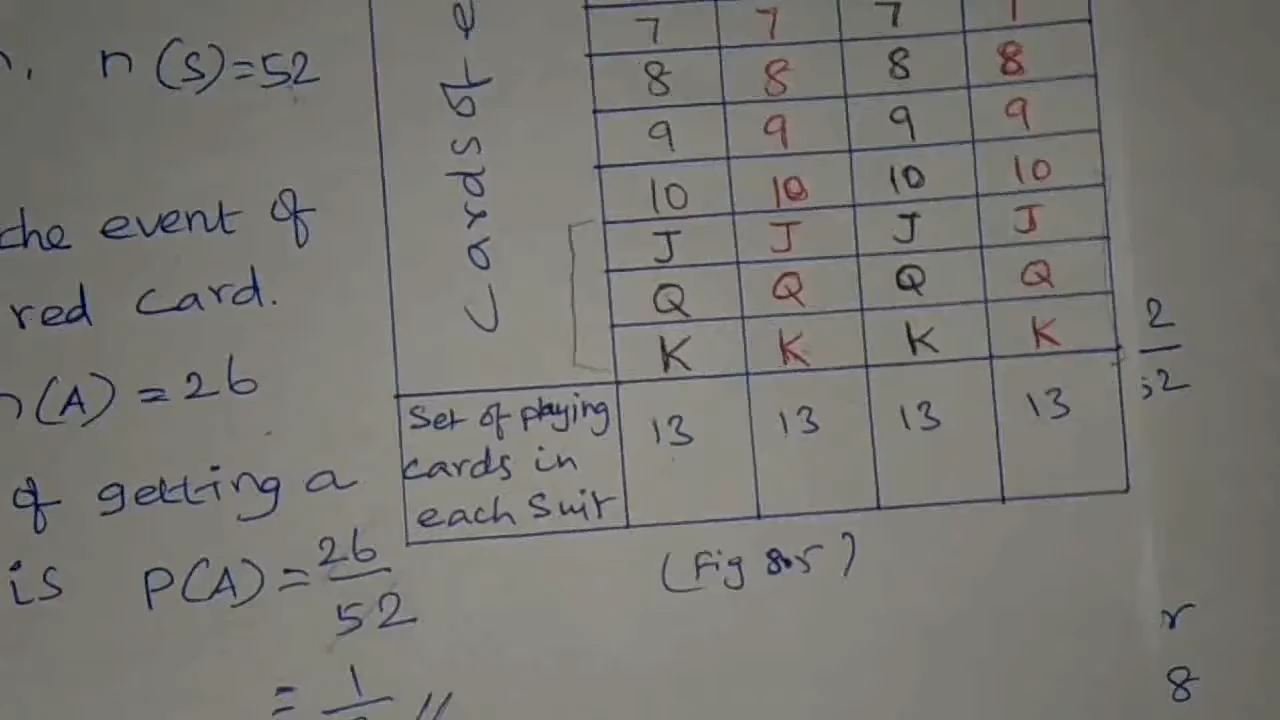 n(S)=52
the event of
red card.
n(A) = 26
of getting a
is P(A) = 26/52
= 1/
Cards of e
7 7 7
8 8 8 8
9 9 9 9
10 10 10 10
J J J J
Q Q Q Q
K K K K
Set of playing
cards in
each Suit
13 13 13 13
(Fig 8.5)
2
r
8